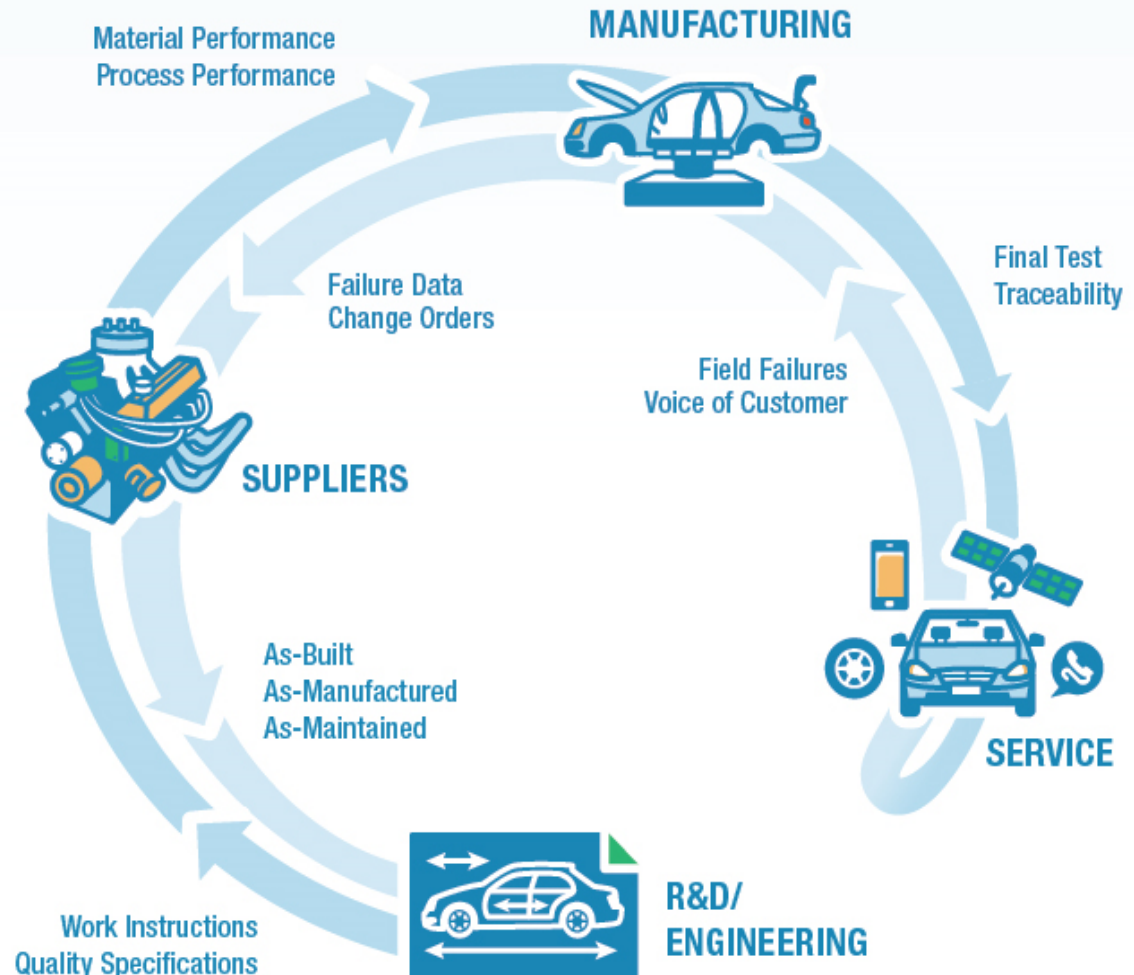 MANUFACTURING
Material Performance
Process Performance
Final Test
Traceability
Failure Data
Change Orders
Field Failures
Voice of Customer
SUPPLIERS
As-Built
As-Manufactured
As-Maintained
SERVICE
R&D/
ENGINEERING
Work Instructions
Quality Specifications